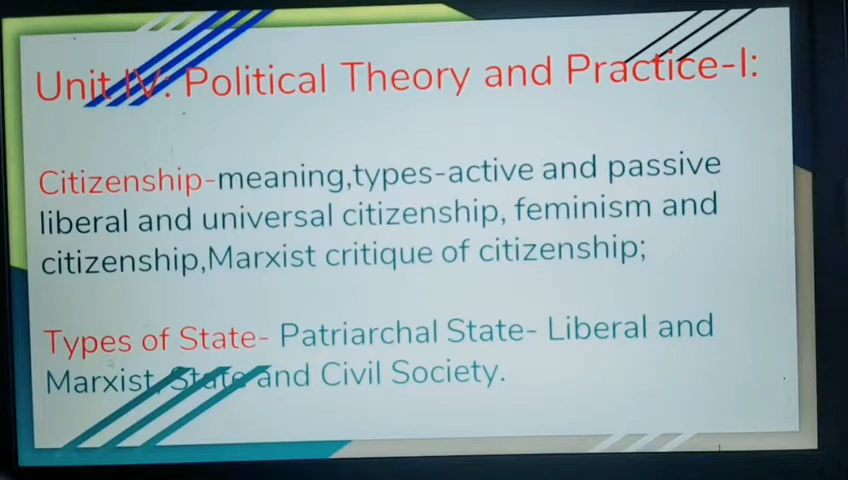 Unit IV: Political Theory and Practice-I:
Citizenship-meaning,types-active and passive
liberal and universal citizenship, feminism and
citizenship,Marxist critique of citizenship;
Types of State- Patriarchal State- Liberal and
Marxist, State and Civil Society.